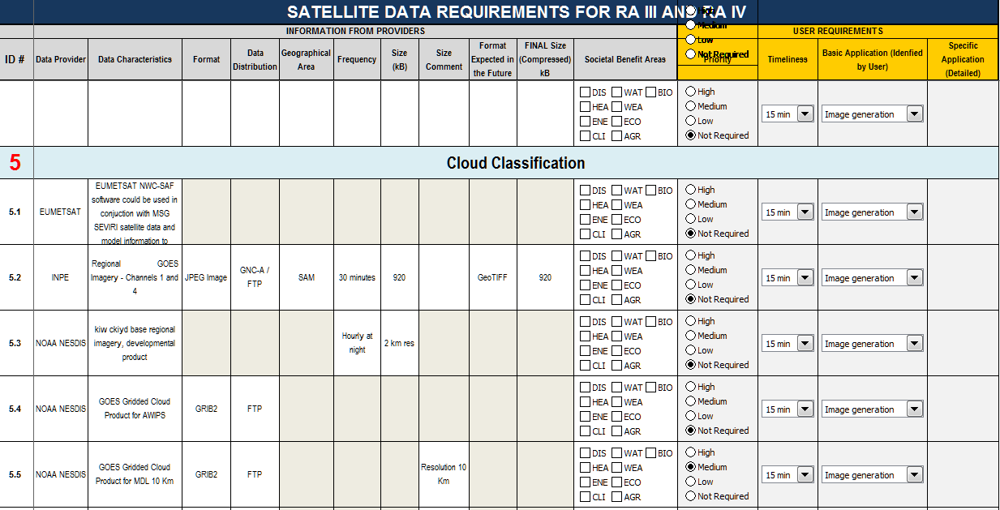 SATELLITE DATA REQUIREMENTS FOR RA III AND RA IV
High
Medium
Low
Not Required
INFORMATION FROM PROVIDERS
USER REQUIREMENTS
ID #
Data Provider
Data Characteristics
Format
Data
Distribution
Geographical
Area
Frequency
Size
(kB)
Size
Comment
Format
Expected in
the Future
FINAL Size
(Compressed)
kB
Societal Benefit Areas
Priority
Timeliness
Basic Application (Idenfied
by User)
Specific
Application
(Detailed)
DIS WAT BIO
HEA WEA
ENE ECO
CLI AGR
High
Medium
Low
Not Required
15 min
Image generation
5
Cloud Classification
5.1
EUMETSAT
EUMETSAT NWC-SAF
software could be used in
conjuction with MSG
SEVIRI satellite data and
model information to
DIS WAT BIO
HEA WEA
ENE ECO
CLI AGR
High
Medium
Low
Not Required
15 min
Image generation
5.2
INPE
Regional GOES
Imagery - Channels 1 and
4
JPEG Image
GNC-A /
FTP
SAM
30 minutes
920
GeoTIFF
920
DIS WAT BIO
HEA WEA
ENE ECO
CLI AGR
High
Medium
Low
Not Required
15 min
Image generation
5.3
NOAA NESDIS
kiw ckiyd base regional
imagery, developmental
product
Hourly at
night
2 km res
DIS WAT BIO
HEA WEA
ENE ECO
CLI AGR
High
Medium
Low
Not Required
15 min
Image generation
5.4
NOAA NESDIS
GOES Gridded Cloud
Product for AWIPS
GRIB2
FTP
DIS WAT BIO
HEA WEA
ENE ECO
CLI AGR
High
Medium
Low
Not Required
15 min
Image generation
5.5
NOAA NESDIS
GOES Gridded Cloud
Product for MDL 10 Km
GRIB2
FTP
Resolution 10
Km
DIS WAT BIO
HEA WEA
ENE ECO
CLI AGR
High
Medium
Low
Not Required
15 min
Image generation